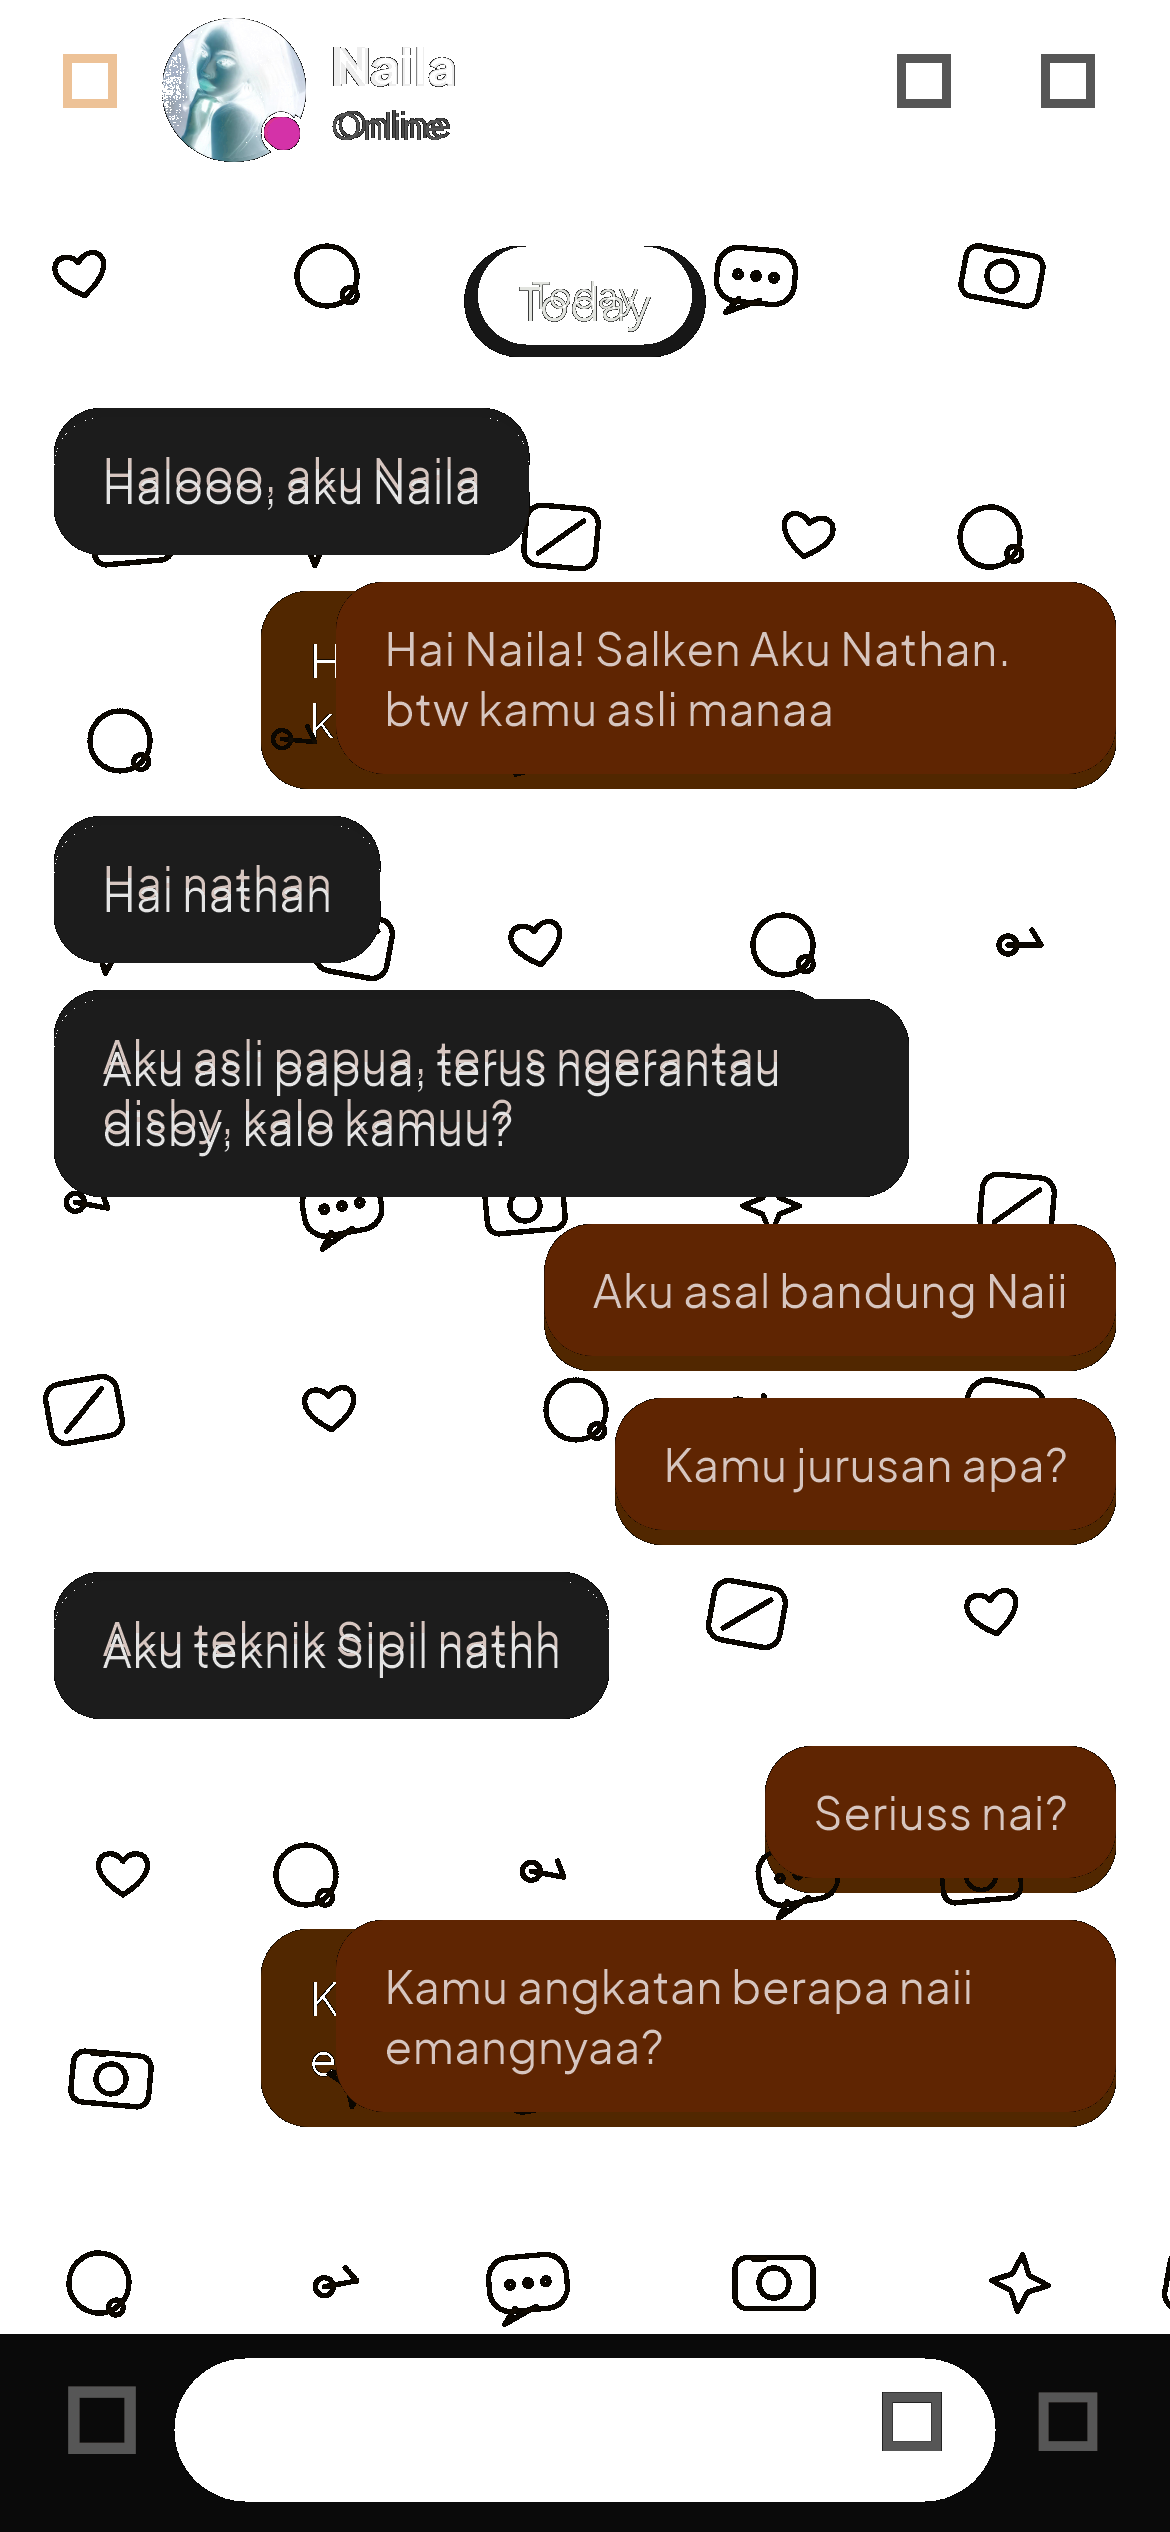 Naila
Online
Today
Halooo, aku Naila
Hai Naila! Salken Aku Nathan.
btw kamu asli manaa
Hai nathan
Aku asli papua, terus ngerantau
disby, kalo kamuu?
Aku asal bandung Naii
Kamu jurusan apa?
Aku teknik Sipil nathh
Seriuss nai?
Kamu angkatan berapa naii
emangnyaa?